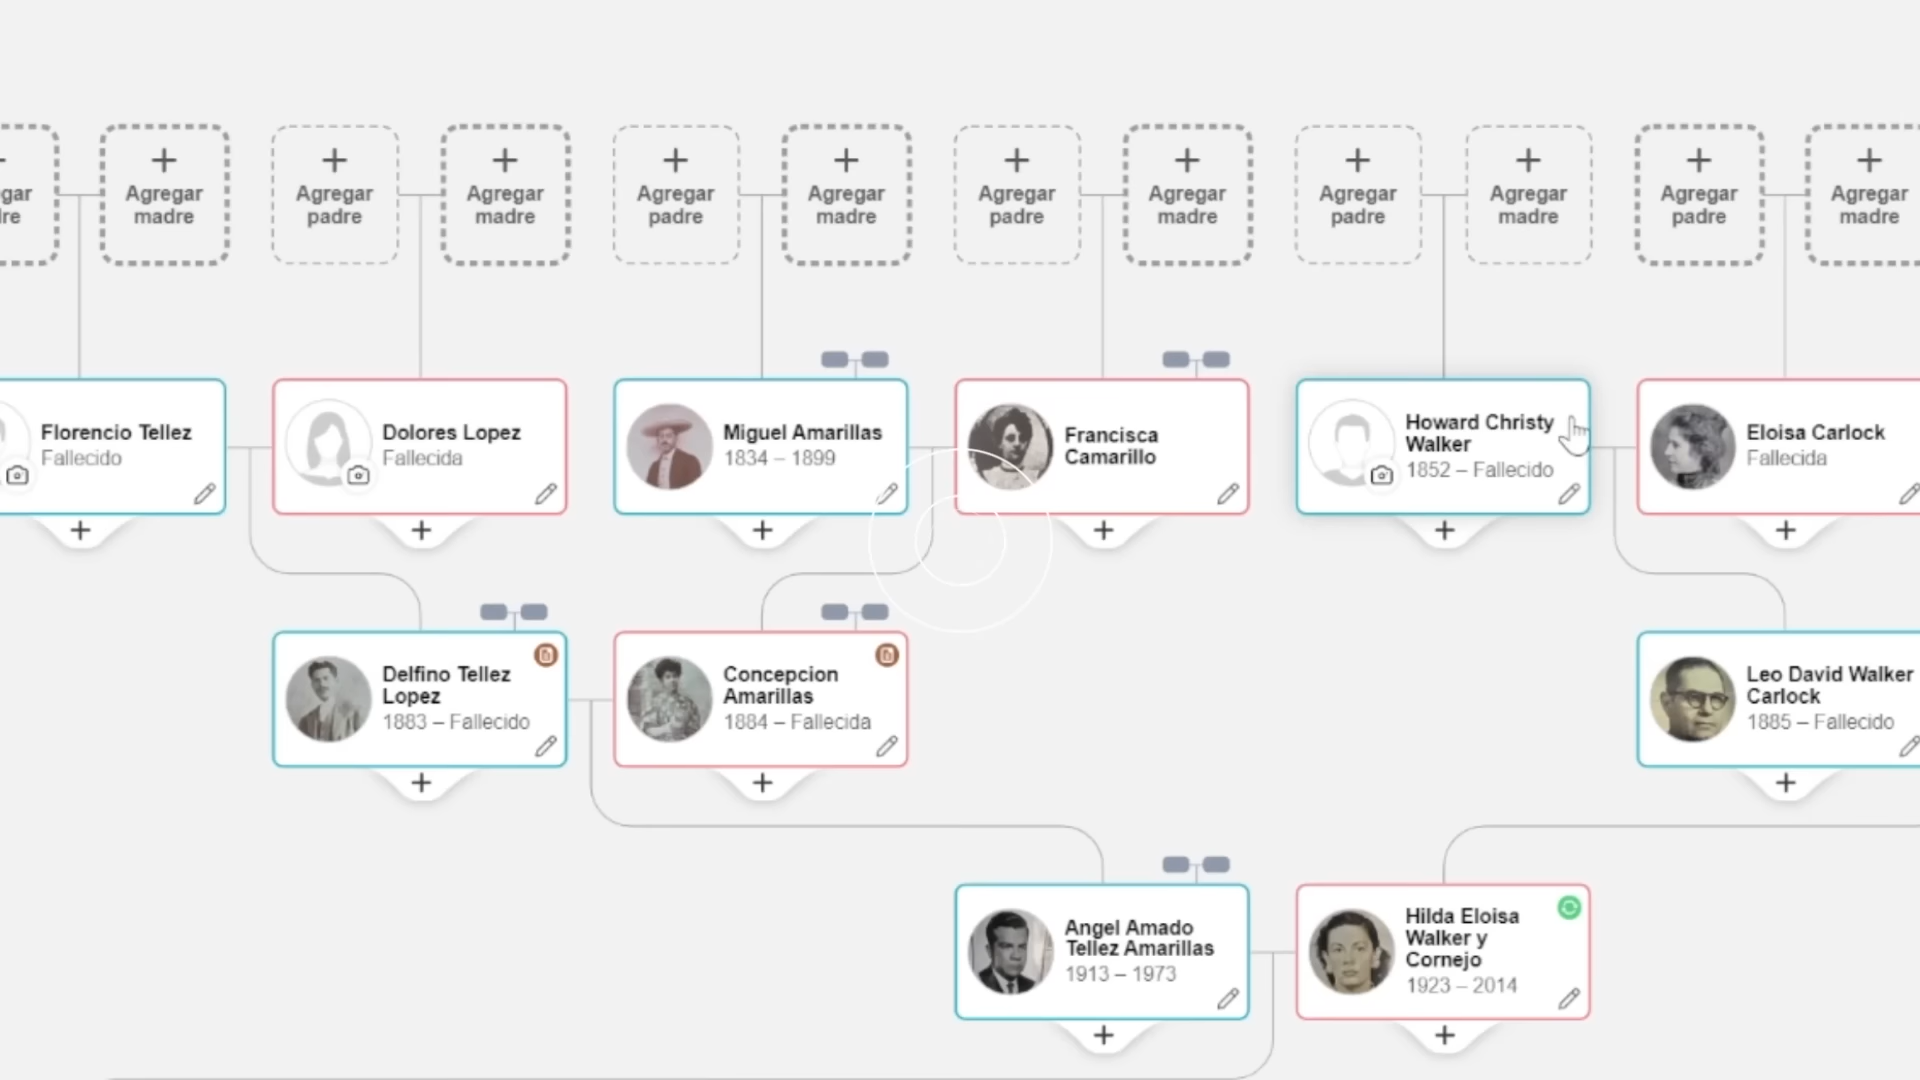 gar
re
Agregar
madre
Agregar
padre
Agregar
madre
Agregar
padre
Agregar
madre
Agregar
padre
Agregar
madre
Agregar
padre
Agregar
madre
Agregar
padre
Agregar
madre
Florencio Tellez
Fallecido
Dolores Lopez
Fallecida
Miguel Amarillas
1834 – 1899
Francisca
Camarillo
Howard Christy
Walker
1852 – Fallecido
Eloisa Carlock
Fallecida
Delfino Tellez
Lopez
1883 – Fallecido
Concepcion
Amarillas
1884 – Fallecida
Leo David Walker
Carlock
1885 – Fallecido
Angel Amado
Tellez Amarillas
1913 – 1973
Hilda Eloisa
Walker y
Cornejo
1923 – 2014